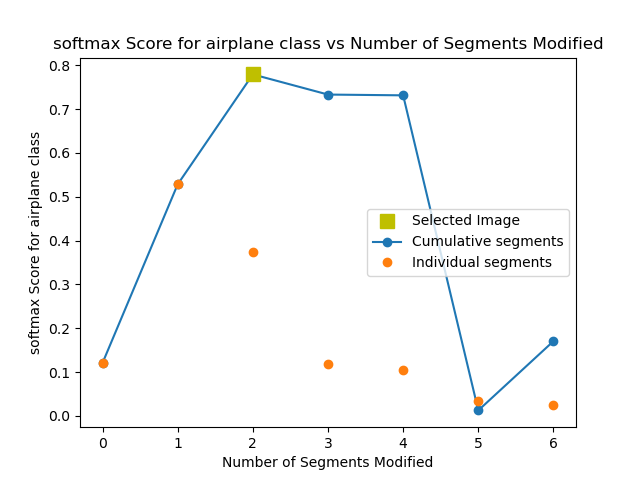 softmax Score for airplane class vs Number of Segments Modified
softmax Score for airplane class
0.8
0.7
0.6
0.5
0.4
0.3
0.2
0.1
0.0
Selected Image
Cumulative segments
Individual segments
0 1 2 3 4 5 6
Number of Segments Modified